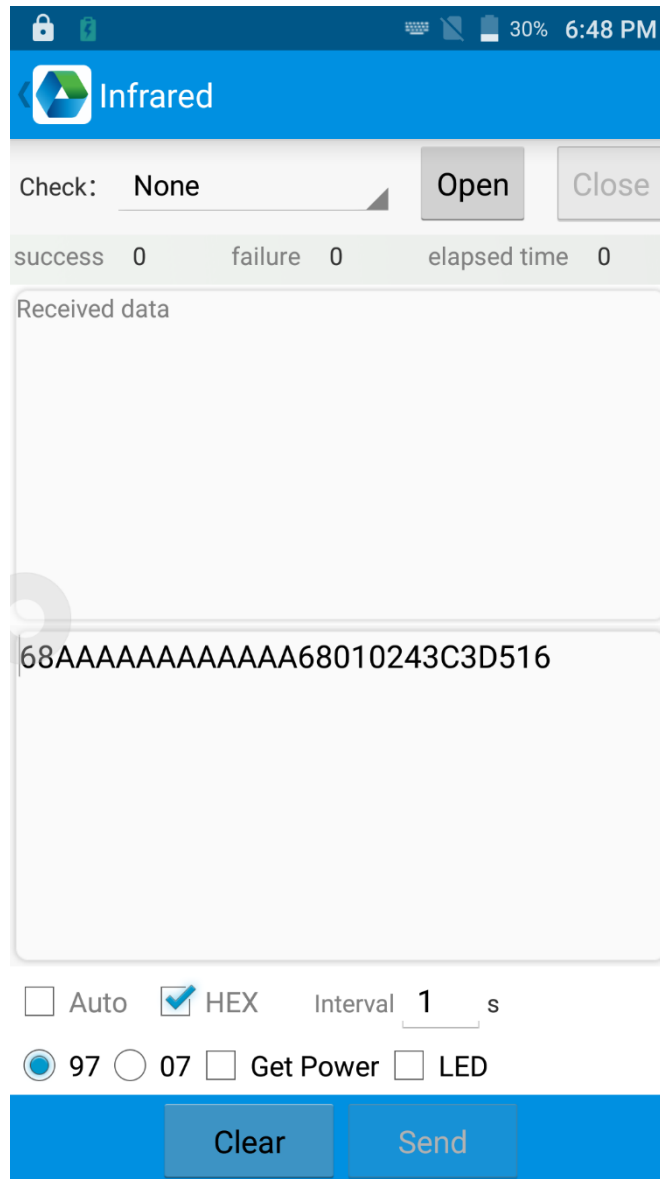 30% 6:48 PM
Infrared
Check: None Open Close
success 0 failure 0 elapsed time 0
Received data
68AAAAAAAAAAAA68010243C3D516
Auto HEX Interval 1 s
97 07 Get Power LED
Clear Send